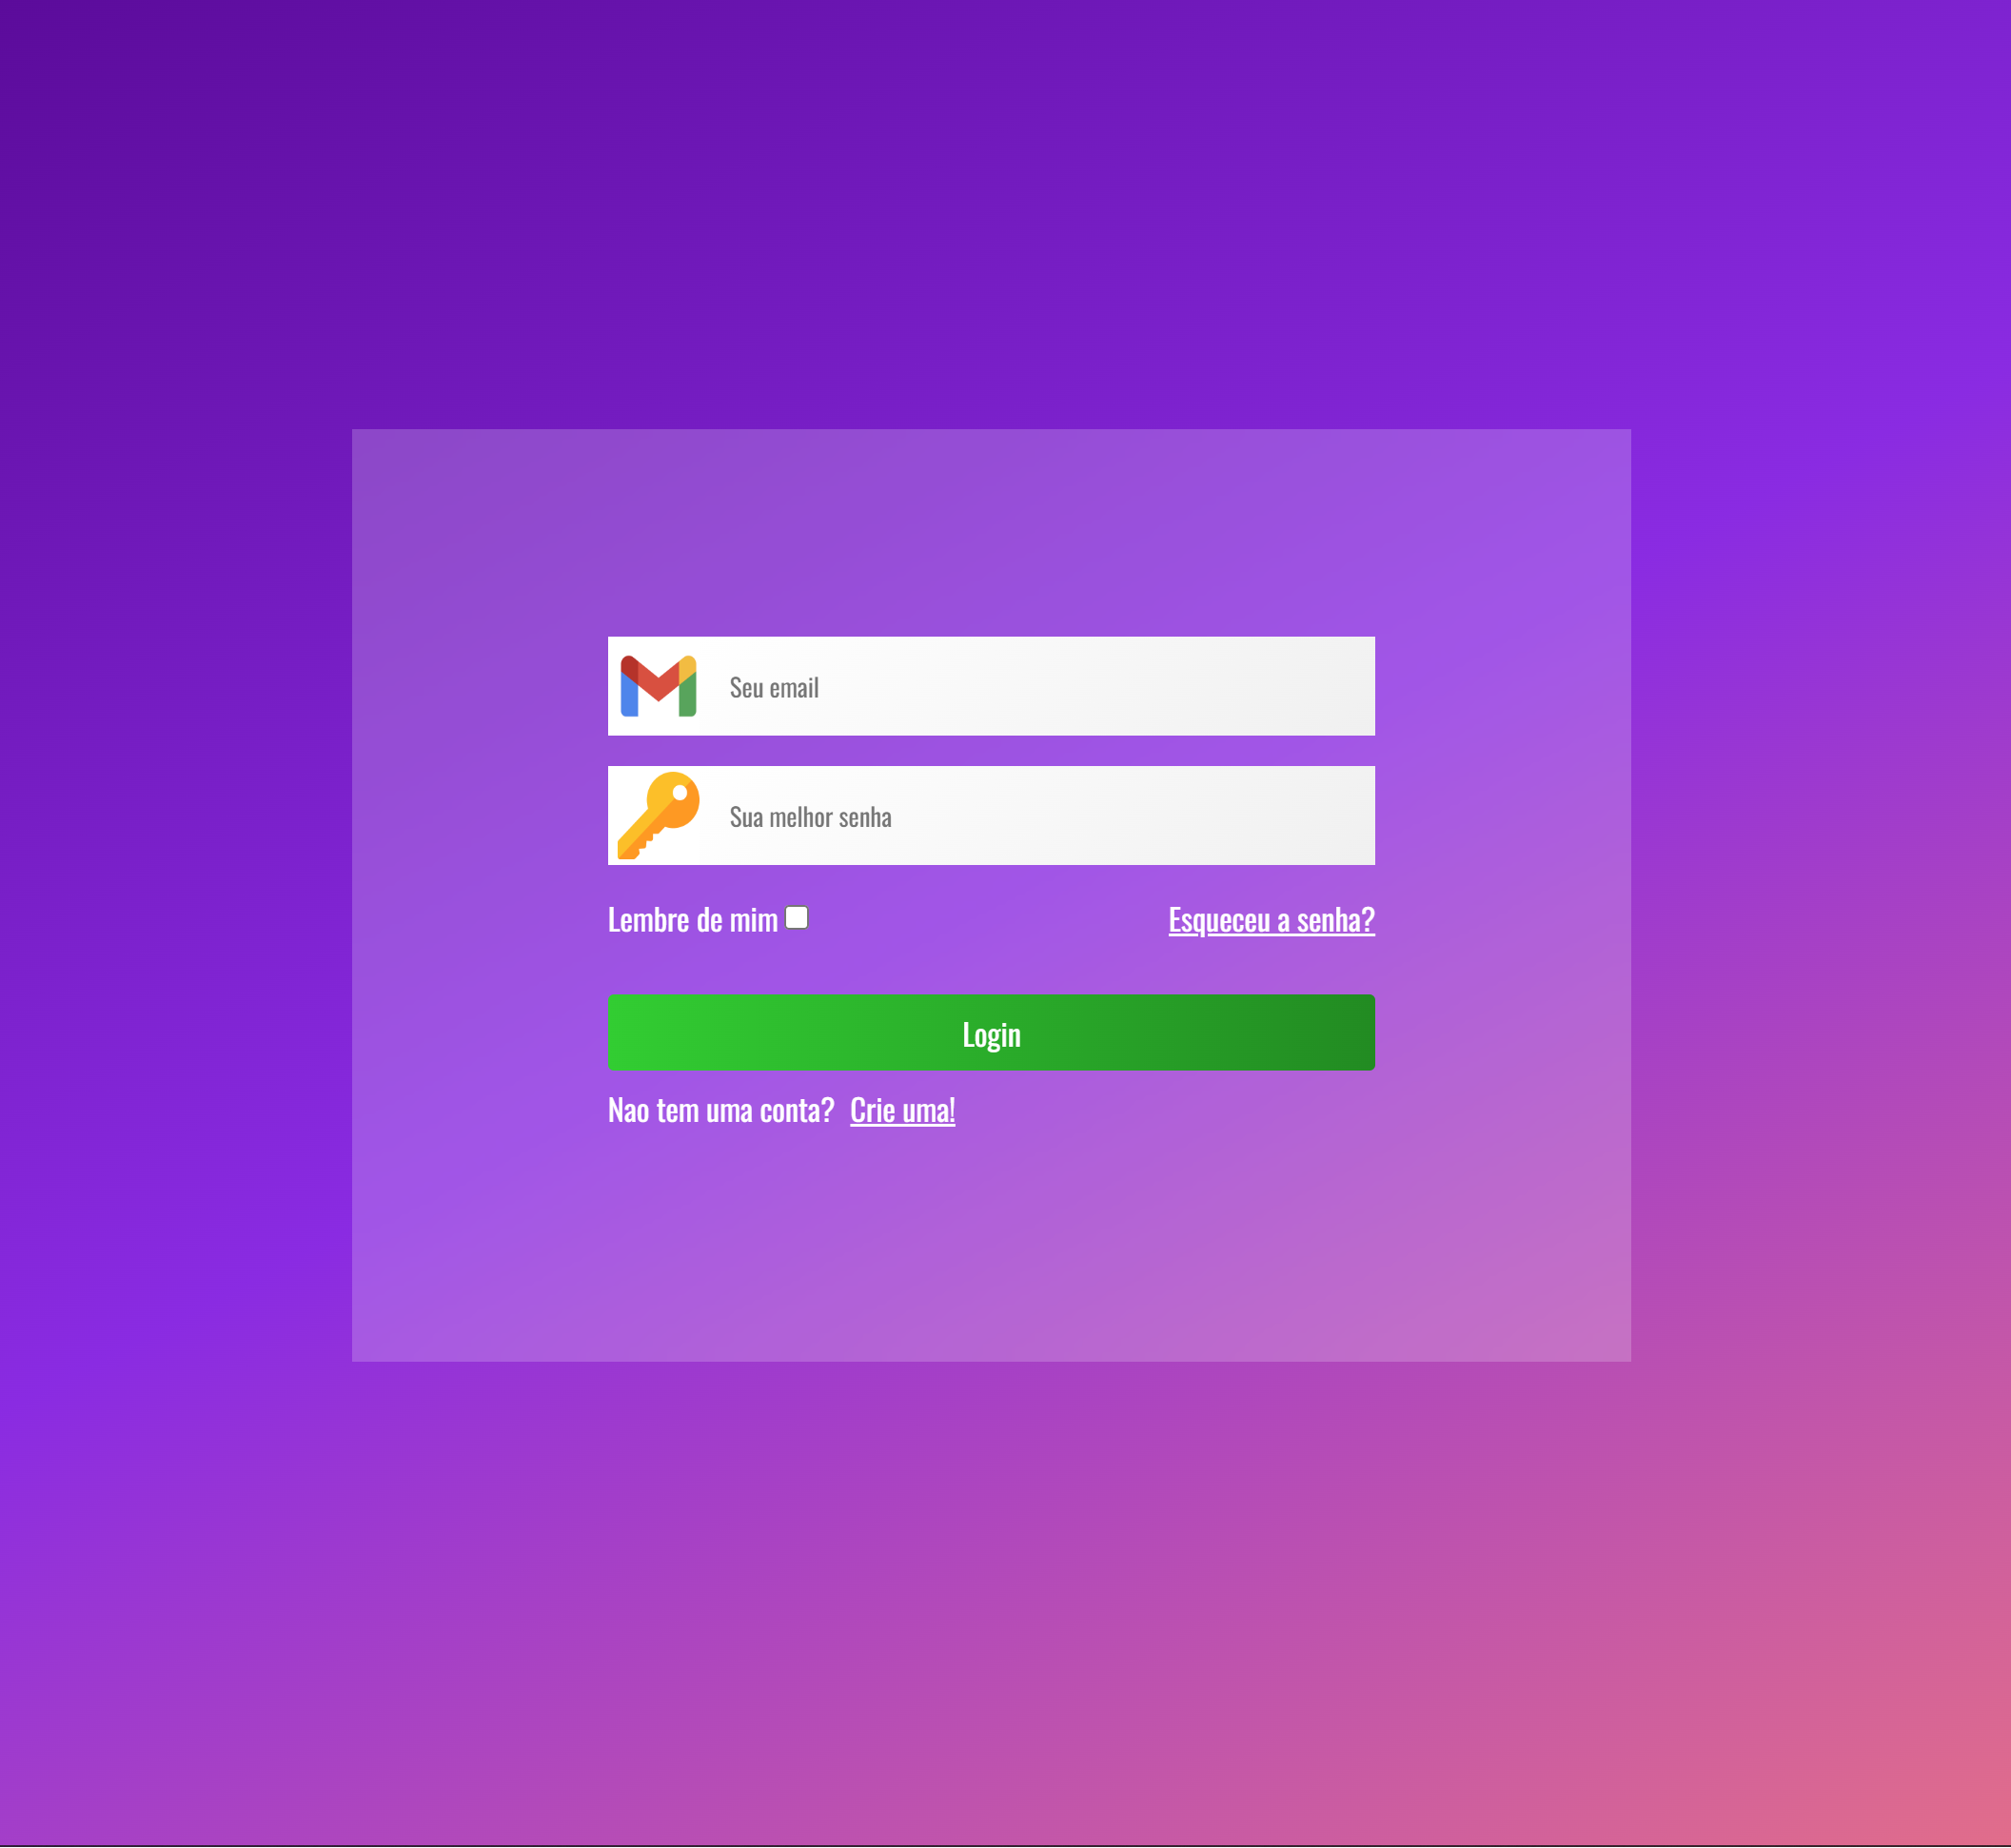 Seu email
Sua melhor senha
Lembre de mim Esqueceu a senha?
Login
Nao tem uma conta? Crie uma!